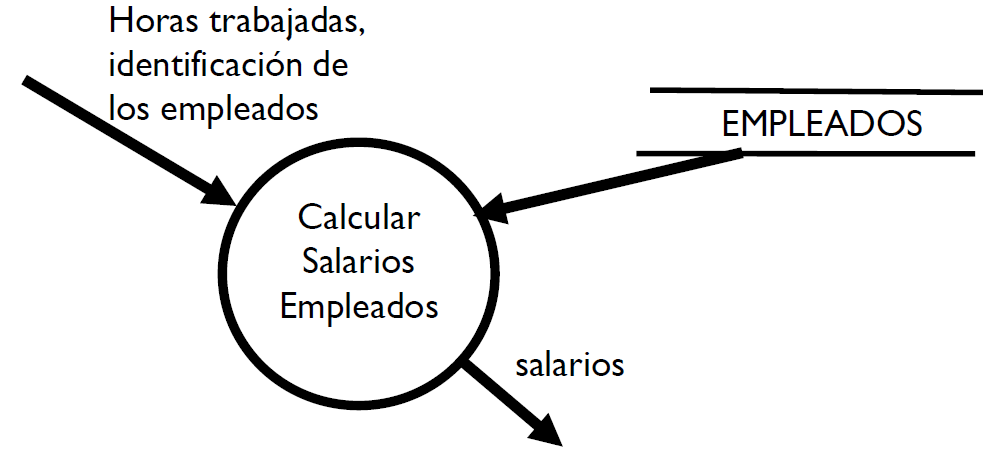 Horas trabajadas,
identificación de
los empleados
EMPLEADOS
Calcular
Salarios
Empleados
salarios